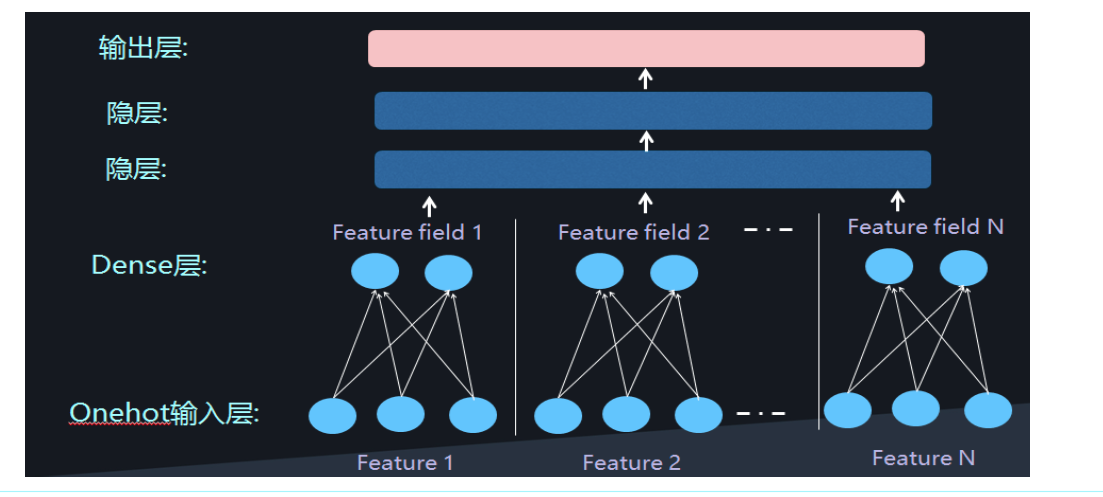 输出层:
隐层:
隐层:
Feature field 1
Feature field 2
Feature field N
Dense层:
Onehot输入层:
Feature 1
Feature 2
Feature N